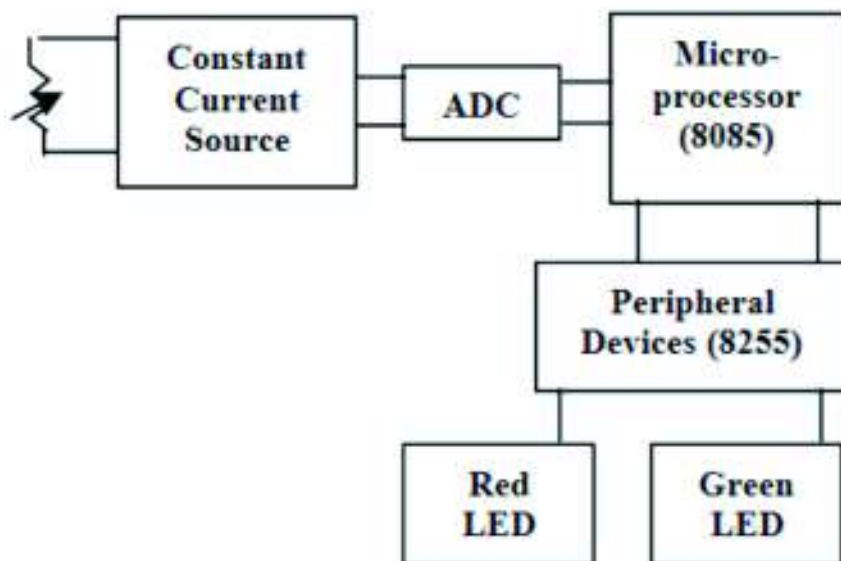 Constant
Current
Source
ADC
Micro-
processor
(8085)
Peripheral
Devices (8255)
Red
LED
Green
LED